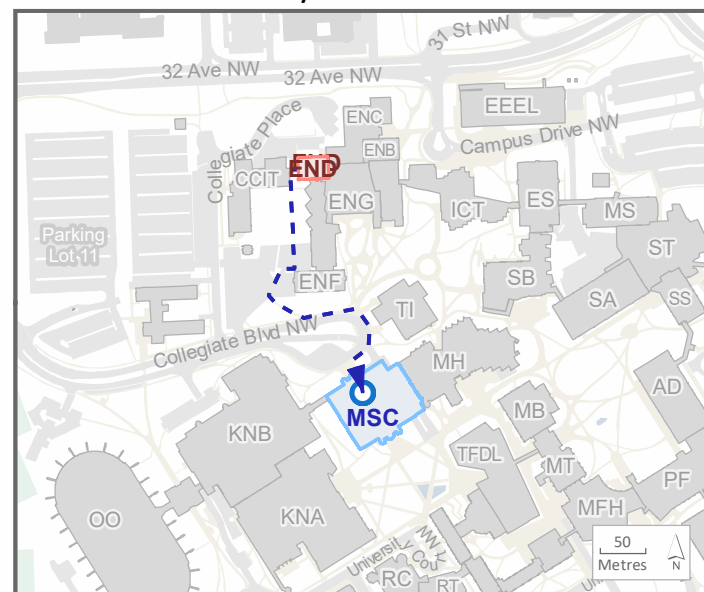 31 St NW
32 Ave NW
32 Ave NW
EEEL
ENC
Collegiate Place
Campus Drive NW
ENB
END
CCIT
ENG
ICT
ES
MS
Parking
Lot 11
ST
ENF
SB
SA
SS
TI
Collegiate Blvd NW
MH
AD
MSC
MB
KNB
TFDL
MT
PF
OO
KNA
MFH
50
Metres
N
RC
RT